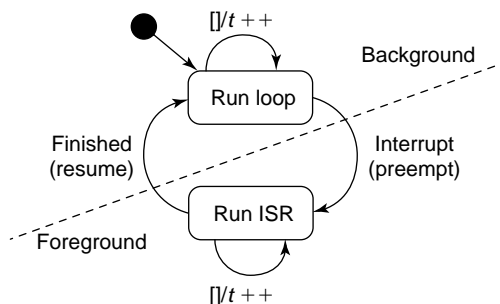 []/t ++
Background
Run loop
Finished
(resume)
Interrupt
(preempt)
Run ISR
Foreground
[]/t ++